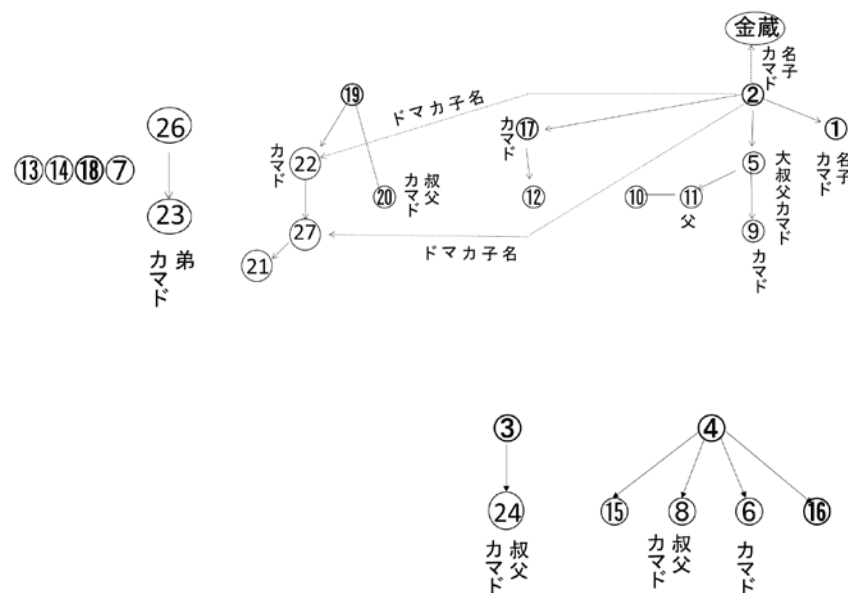 金蔵
名子
カマド
②
①
名子
カマド
⑲
名子カマド
⑰
カマド
26
22
カマド
⑤
大叔父カマド
⑬⑭⑱⑦
⑳
叔父
カマド
⑫
⑩
⑪
父
23
弟
カマド
27
⑨
カマド
名子カマド
21
③
④
24
叔父
カマド
⑮
⑧
叔父
カマド
⑥
カマド
⑯